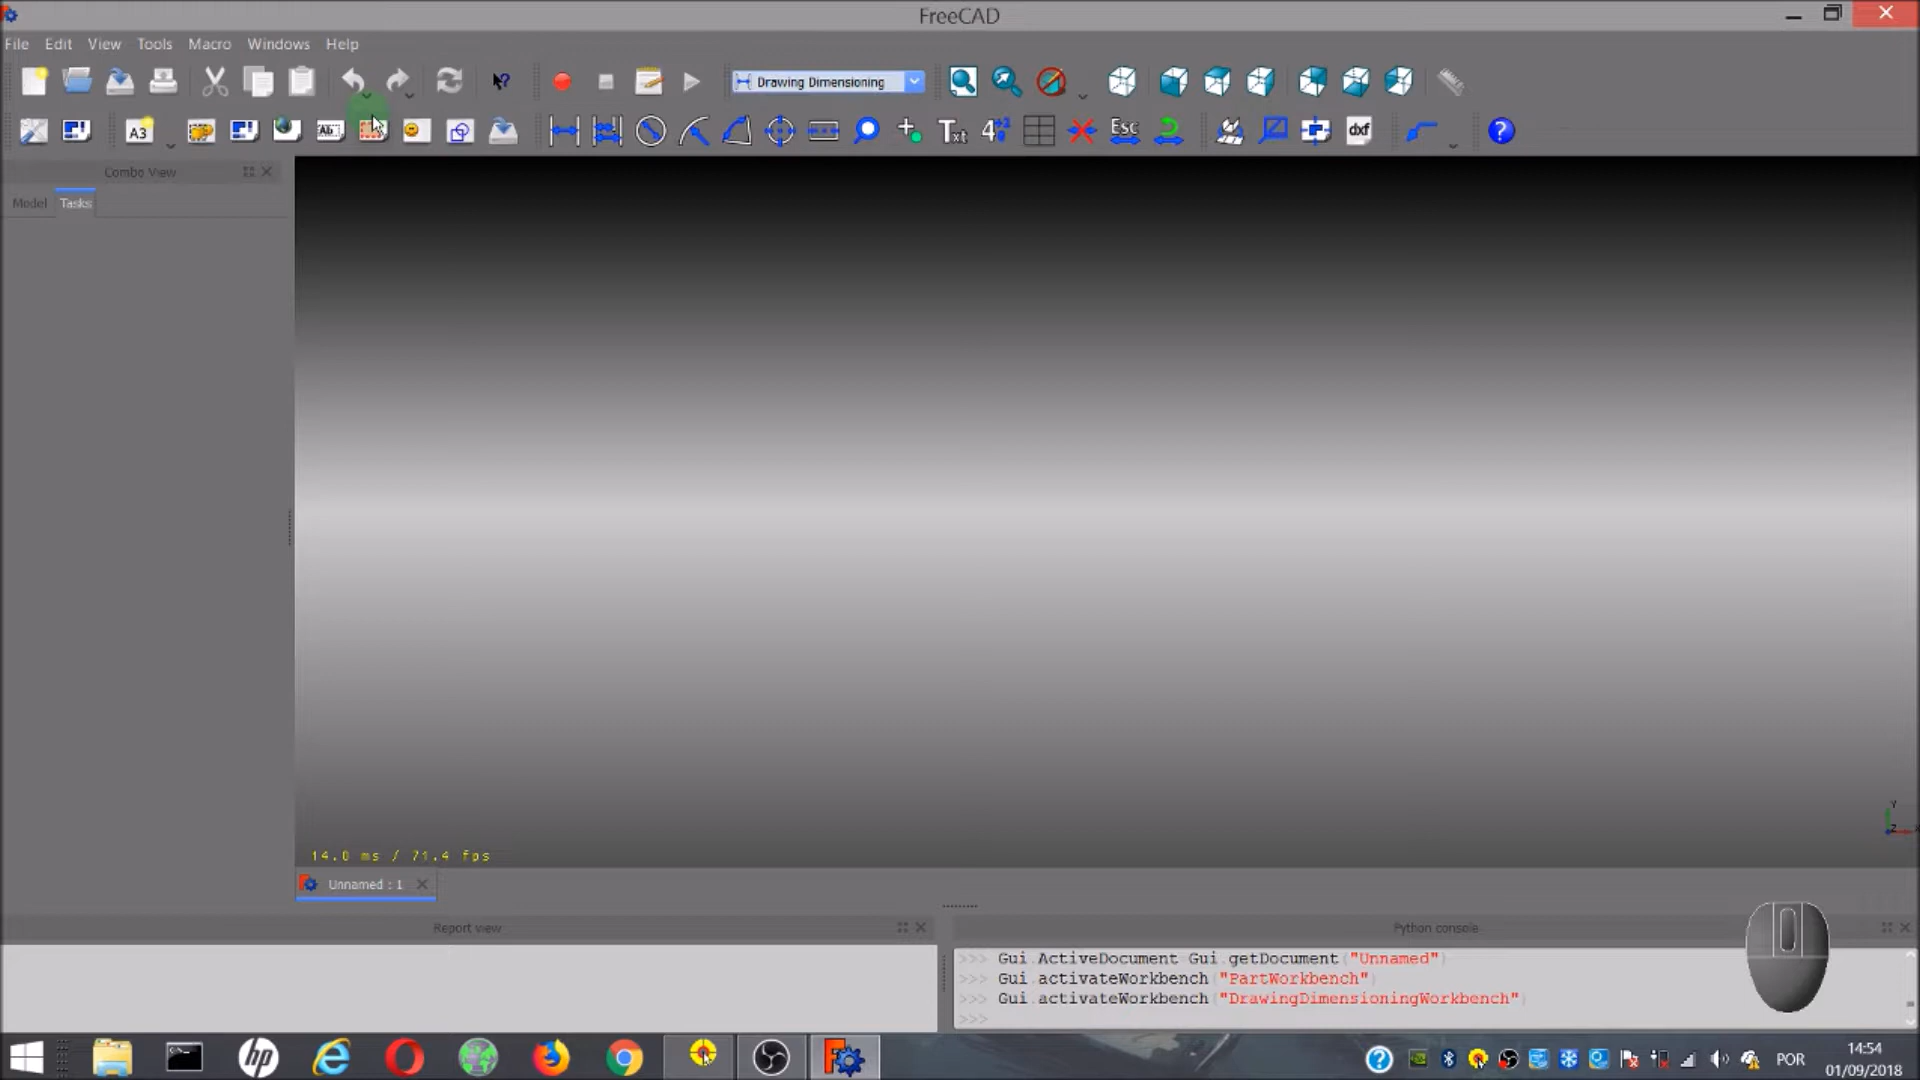 FreeCAD
File Edit View Tools Macro Windows Help
Drawing Dimensioning
A3 Ab Txt Esc dxf
Combo View
Model Tasks
Y
Z
14.0 ms / 71.4 fps
Unnamed : 1
Report view
Python console
>>> Gui.ActiveDocument=Gui.getDocument("Unnamed")
>>> Gui.activateWorkbench("PartWorkbench")
>>> Gui.activateWorkbench("DrawingDimensioningWorkbench")
>>>
hp
POR
14:54
01/09/2018